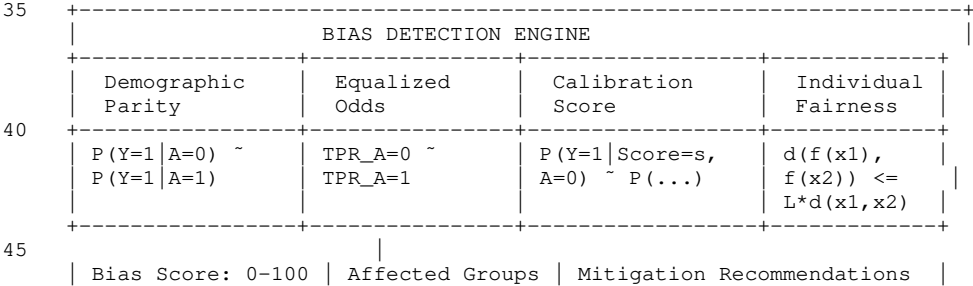 35 +-------------------------------------------------------------+
| BIAS DETECTION ENGINE |
+-----------------+----------------+-----------------+-------------+
| Demographic | Equalized | Calibration | Individual |
| Parity | Odds | Score | Fairness |
40 +-----------------+----------------+-----------------+-------------+
| P(Y=1|A=0) ˜ | TPR_A=0 ˜ | P(Y=1|Score=s, | d(f(x1), |
| P(Y=1|A=1) | TPR_A=1 | A=0) ˜ P(...) | f(x2)) <= |
| | | | L*d(x1,x2) |
+-----------------+----------------+-----------------+-------------+
45 |
| Bias Score: 0-100 | Affected Groups | Mitigation Recommendations |